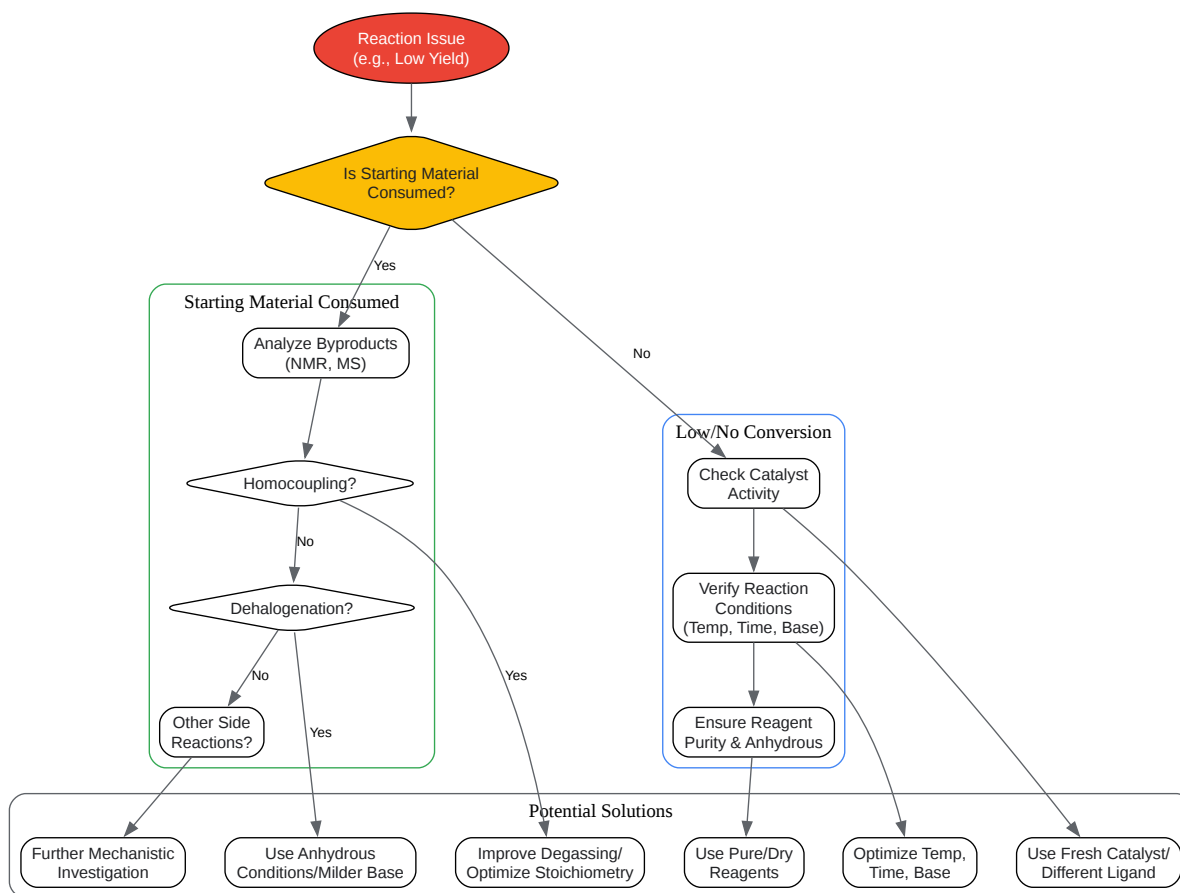 Reaction Issue
(e.g., Low Yield)
Is Starting Material
Consumed?
Yes
No
Starting Material Consumed
Analyze Byproducts
(NMR, MS)
Homocoupling?
No
Yes
Dehalogenation?
No
Yes
Other Side
Reactions?
Low/No Conversion
Check Catalyst
Activity
Verify Reaction
Conditions
(Temp, Time, Base)
Ensure Reagent
Purity & Anhydrous
Potential Solutions
Further Mechanistic
Investigation
Use Anhydrous
Conditions/Milder Base
Improve Degassing/
Optimize Stoichiometry
Use Pure/Dry
Reagents
Optimize Temp,
Time, Base
Use Fresh Catalyst/
Different Ligand